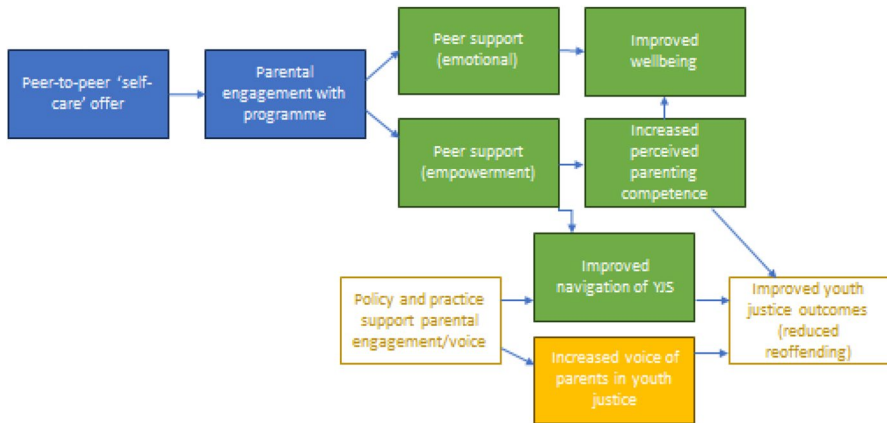 Peer-to-peer ‘self-
care’ offer
Parental
engagement with
programme
Peer support
(emotional)
Improved
wellbeing
Peer support
(empowerment)
Increased
perceived
parenting
competence
Improved
navigation of YJS
Policy and practice
support parental
engagement/voice
Increased voice of
parents in youth
justice
Improved youth
justice outcomes
(reduced
reoffending)